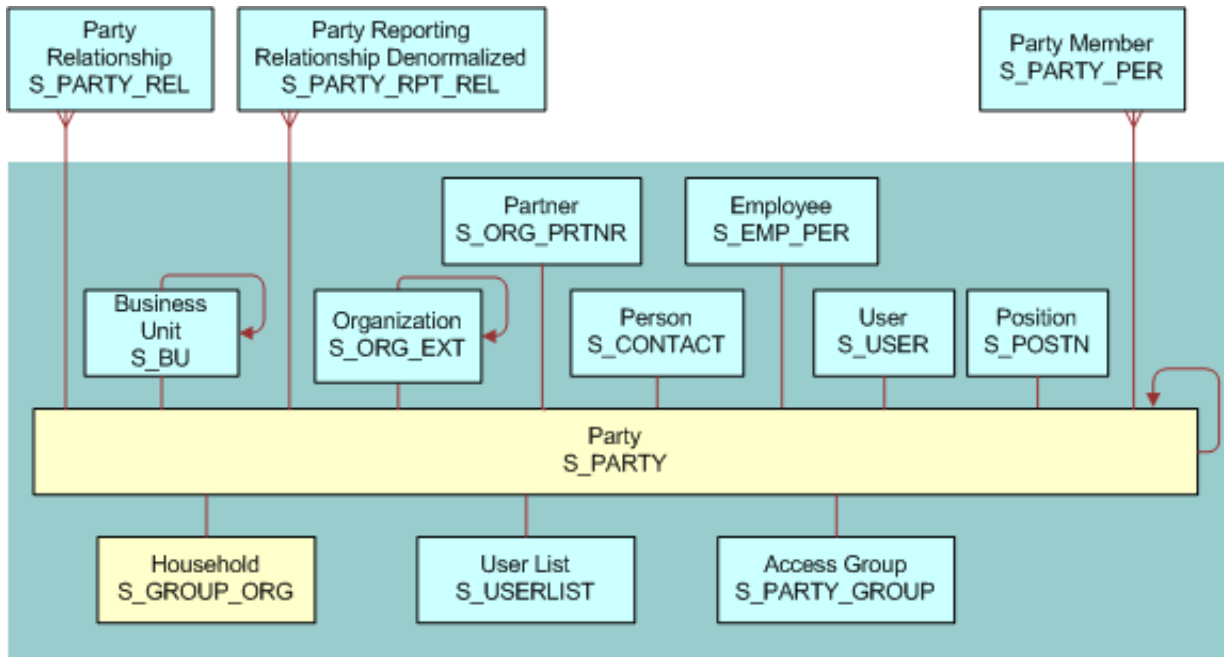 Party
Relationship
S_PARTY_REL
Party Reporting
Relationship Denormalized
S_PARTY_RPT_REL
Party Member
S_PARTY_PER
Partner
S_ORG_PRTNR
Employee
S_EMP_PER
Business
Unit
S_BU
Organization
S_ORG_EXT
Person
S_CONTACT
User
S_USER
Position
S_POSTN
Party
S_PARTY
Household
S_GROUP_ORG
User List
S_USERLIST
Access Group
S_PARTY_GROUP